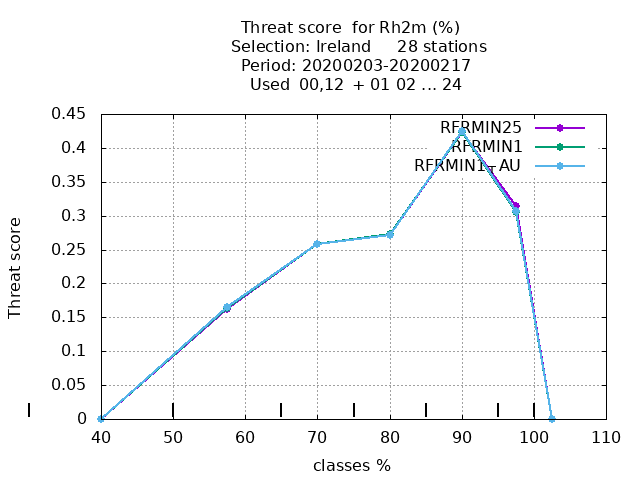 Threat score for Rh2m (%)
Selection: Ireland 28 stations
Period: 20200203-20200217
Used 00,12 + 01 02 ... 24
0.45
0.4
0.35
0.3
0.25
0.2
0.15
0.1
0.05
0
Threat score
RFRMIN25
RFRMIN1
RFRMIN1-AU
40 50 60 70 80 90 100 110
classes %